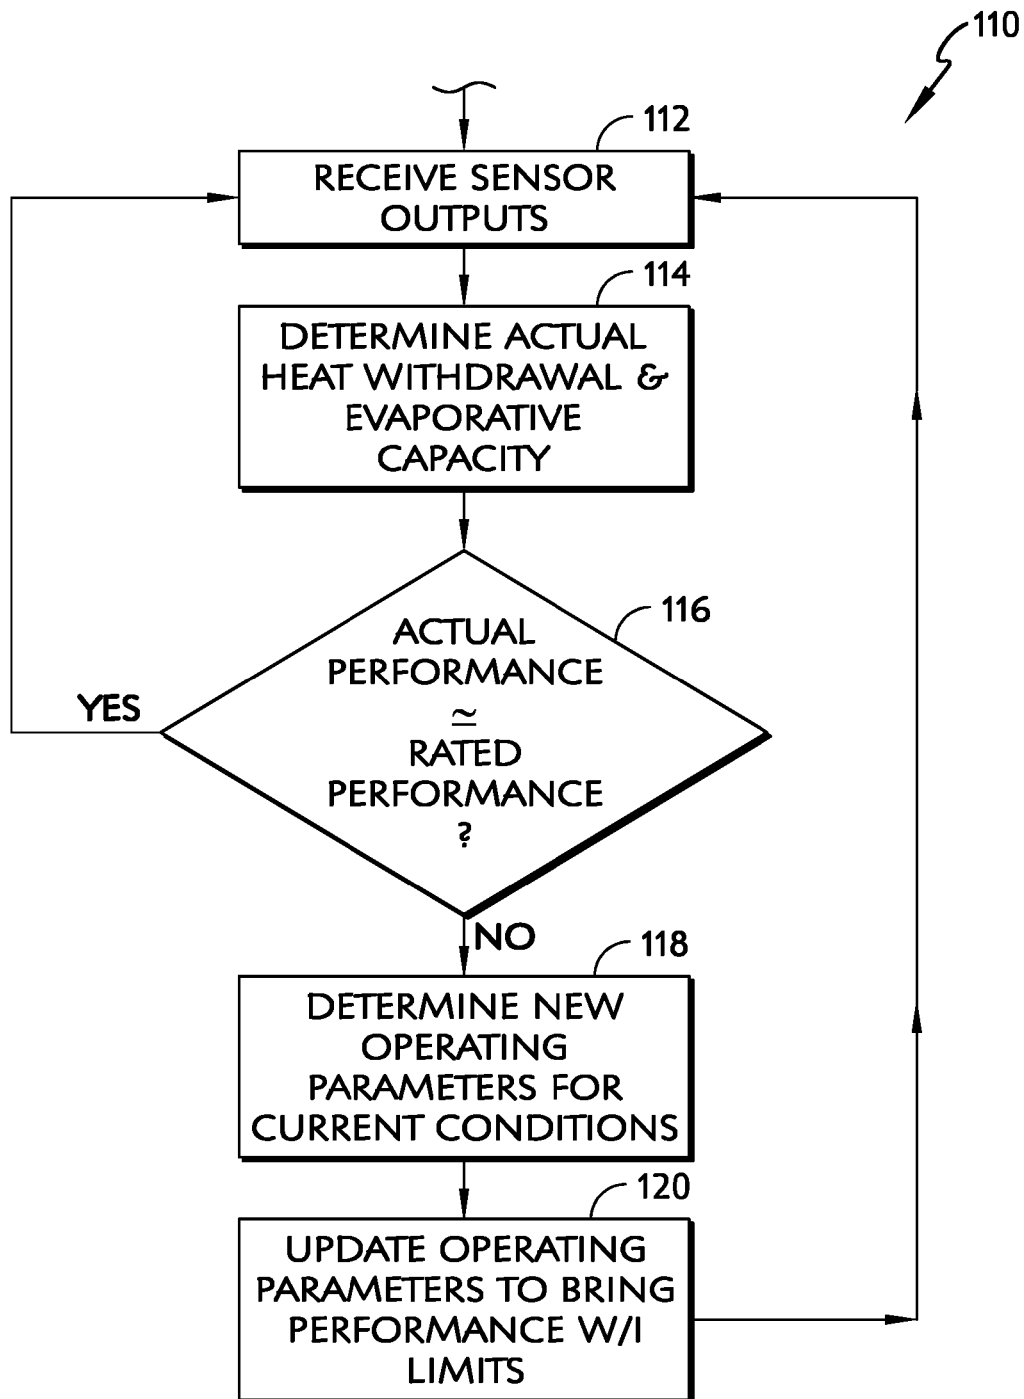 110
112
RECEIVE SENSOR
OUTPUTS
114
DETERMINE ACTUAL
HEAT WITHDRAWAL &
EVAPORATIVE
CAPACITY
116
ACTUAL
PERFORMANCE
≃
RATED
PERFORMANCE
?
YES
NO
118
DETERMINE NEW
OPERATING
PARAMETERS FOR
CURRENT CONDITIONS
120
UPDATE OPERATING
PARAMETERS TO BRING
PERFORMANCE W/I
LIMITS